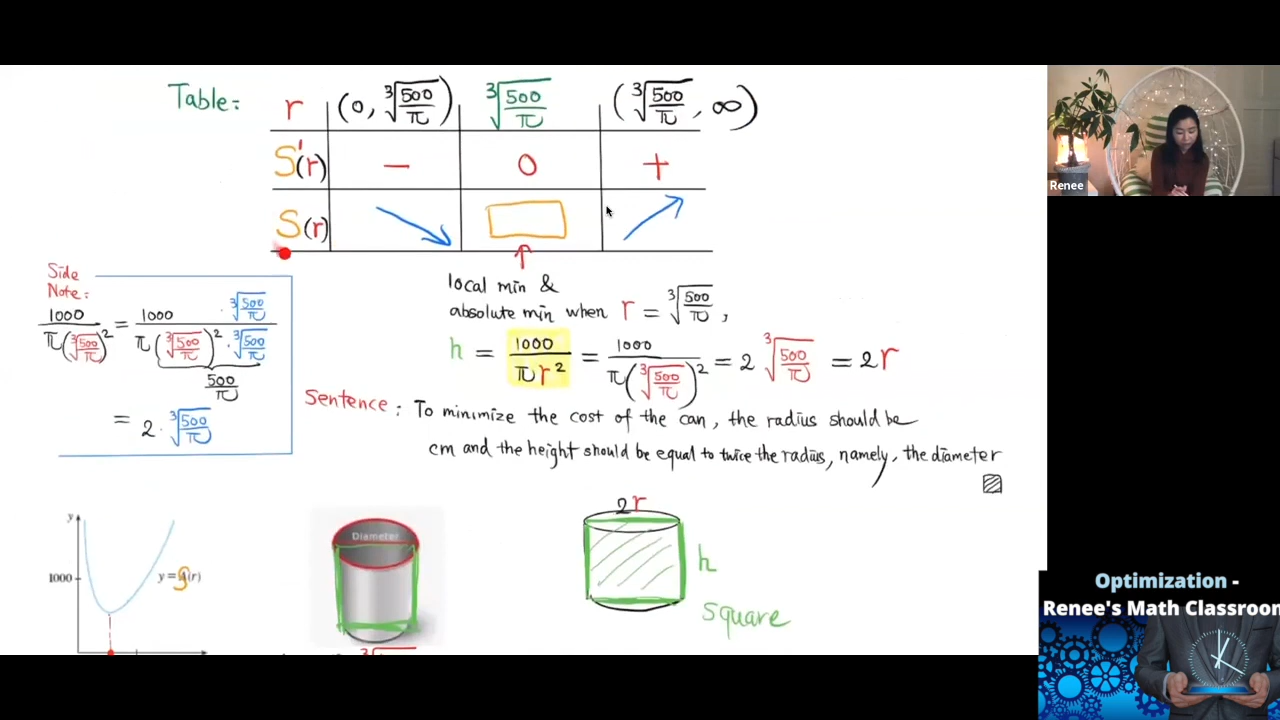 Table: r | (0, ∛(500/π)) | ∛(500/π) | (∛(500/π), ∞)
S'(r) | − | 0 | +
S(r)
Renee
local min &
absolute min when r = ∛(500/π) ,
h = 1000/(πr²) = 1000/(π(∛(500/π))²) = 2 ∛(500/π) = 2r
Side
Note:
1000/(π(∛(500/π))²) = (1000 · ∛(500/π))/(π(∛(500/π))² · ∛(500/π))
500/π
= 2 · ∛(500/π)
Sentence: To minimize the cost of the can, the radius should be
cm and the height should be equal to twice the radius, namely, the diameter
y
1000
y = (r)
Diameter
2r
h
square
Optimization -
Renee's Math Classroon